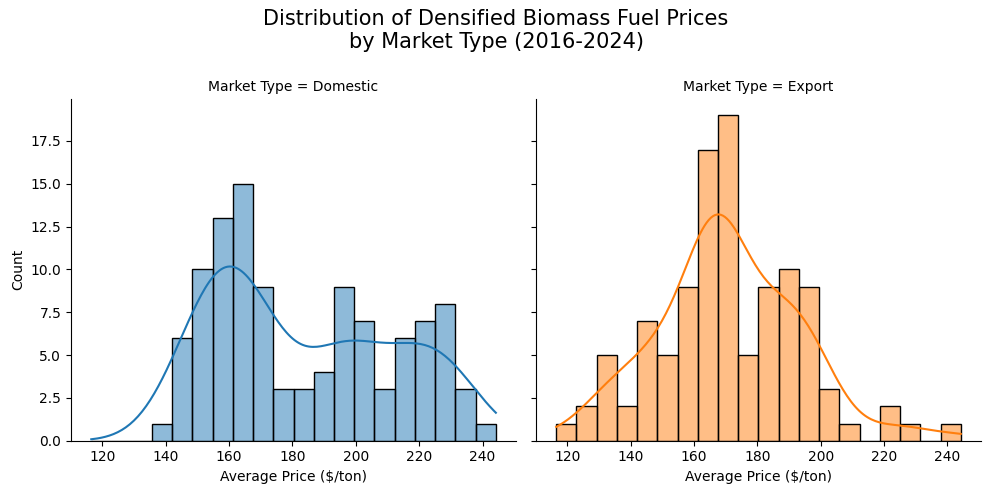 Distribution of Densified Biomass Fuel Prices
by Market Type (2016-2024)
Market Type = Domestic
Market Type = Export
17.5
15.0
12.5
10.0
7.5
5.0
2.5
0.0
Count
120 140 160 180 200 220 240
120 140 160 180 200 220 240
Average Price ($/ton)
Average Price ($/ton)